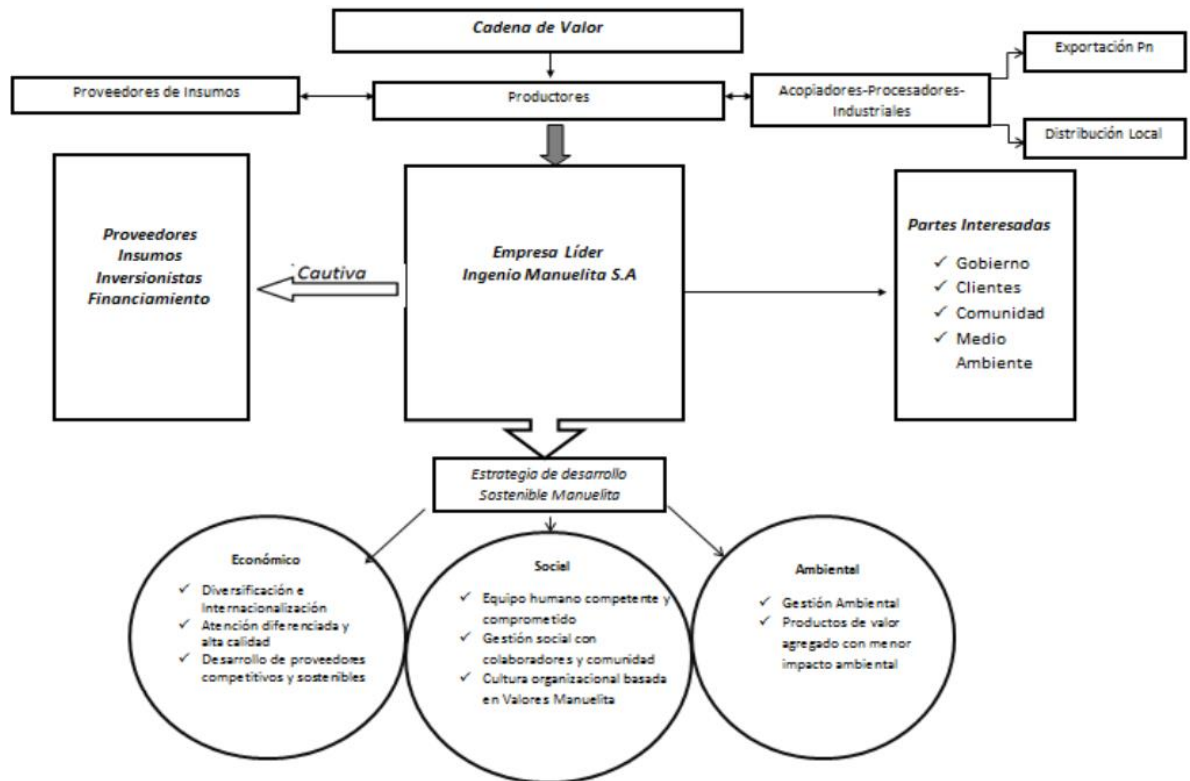 Cadena de Valor
Exportación Pn
Proveedores de Insumos
Productores
Acopiadores-Procesadores-
Industriales
Distribución Local
Proveedores
Insumos
Inversionistas
Financiamiento
Cautiva
Empresa Líder
Ingenio Manuelita S.A
Partes Interesadas
✓ Gobierno
✓ Clientes
✓ Comunidad
✓ Medio
Ambiente
Estrategia de desarrollo
Sostenible Manuelita
Económico
✓ Diversificación e
Internacionalización
✓ Atención diferenciada y
alta calidad
✓ Desarrollo de proveedores
competitivos y sostenibles
Social
✓ Equipo humano competente y
comprometido
✓ Gestión social con
colaboradores y comunidad
✓ Cultura organizacional basada
en Valores Manuelita
Ambiental
✓ Gestión Ambiental
✓ Productos de valor
agregado con menor
impacto ambiental